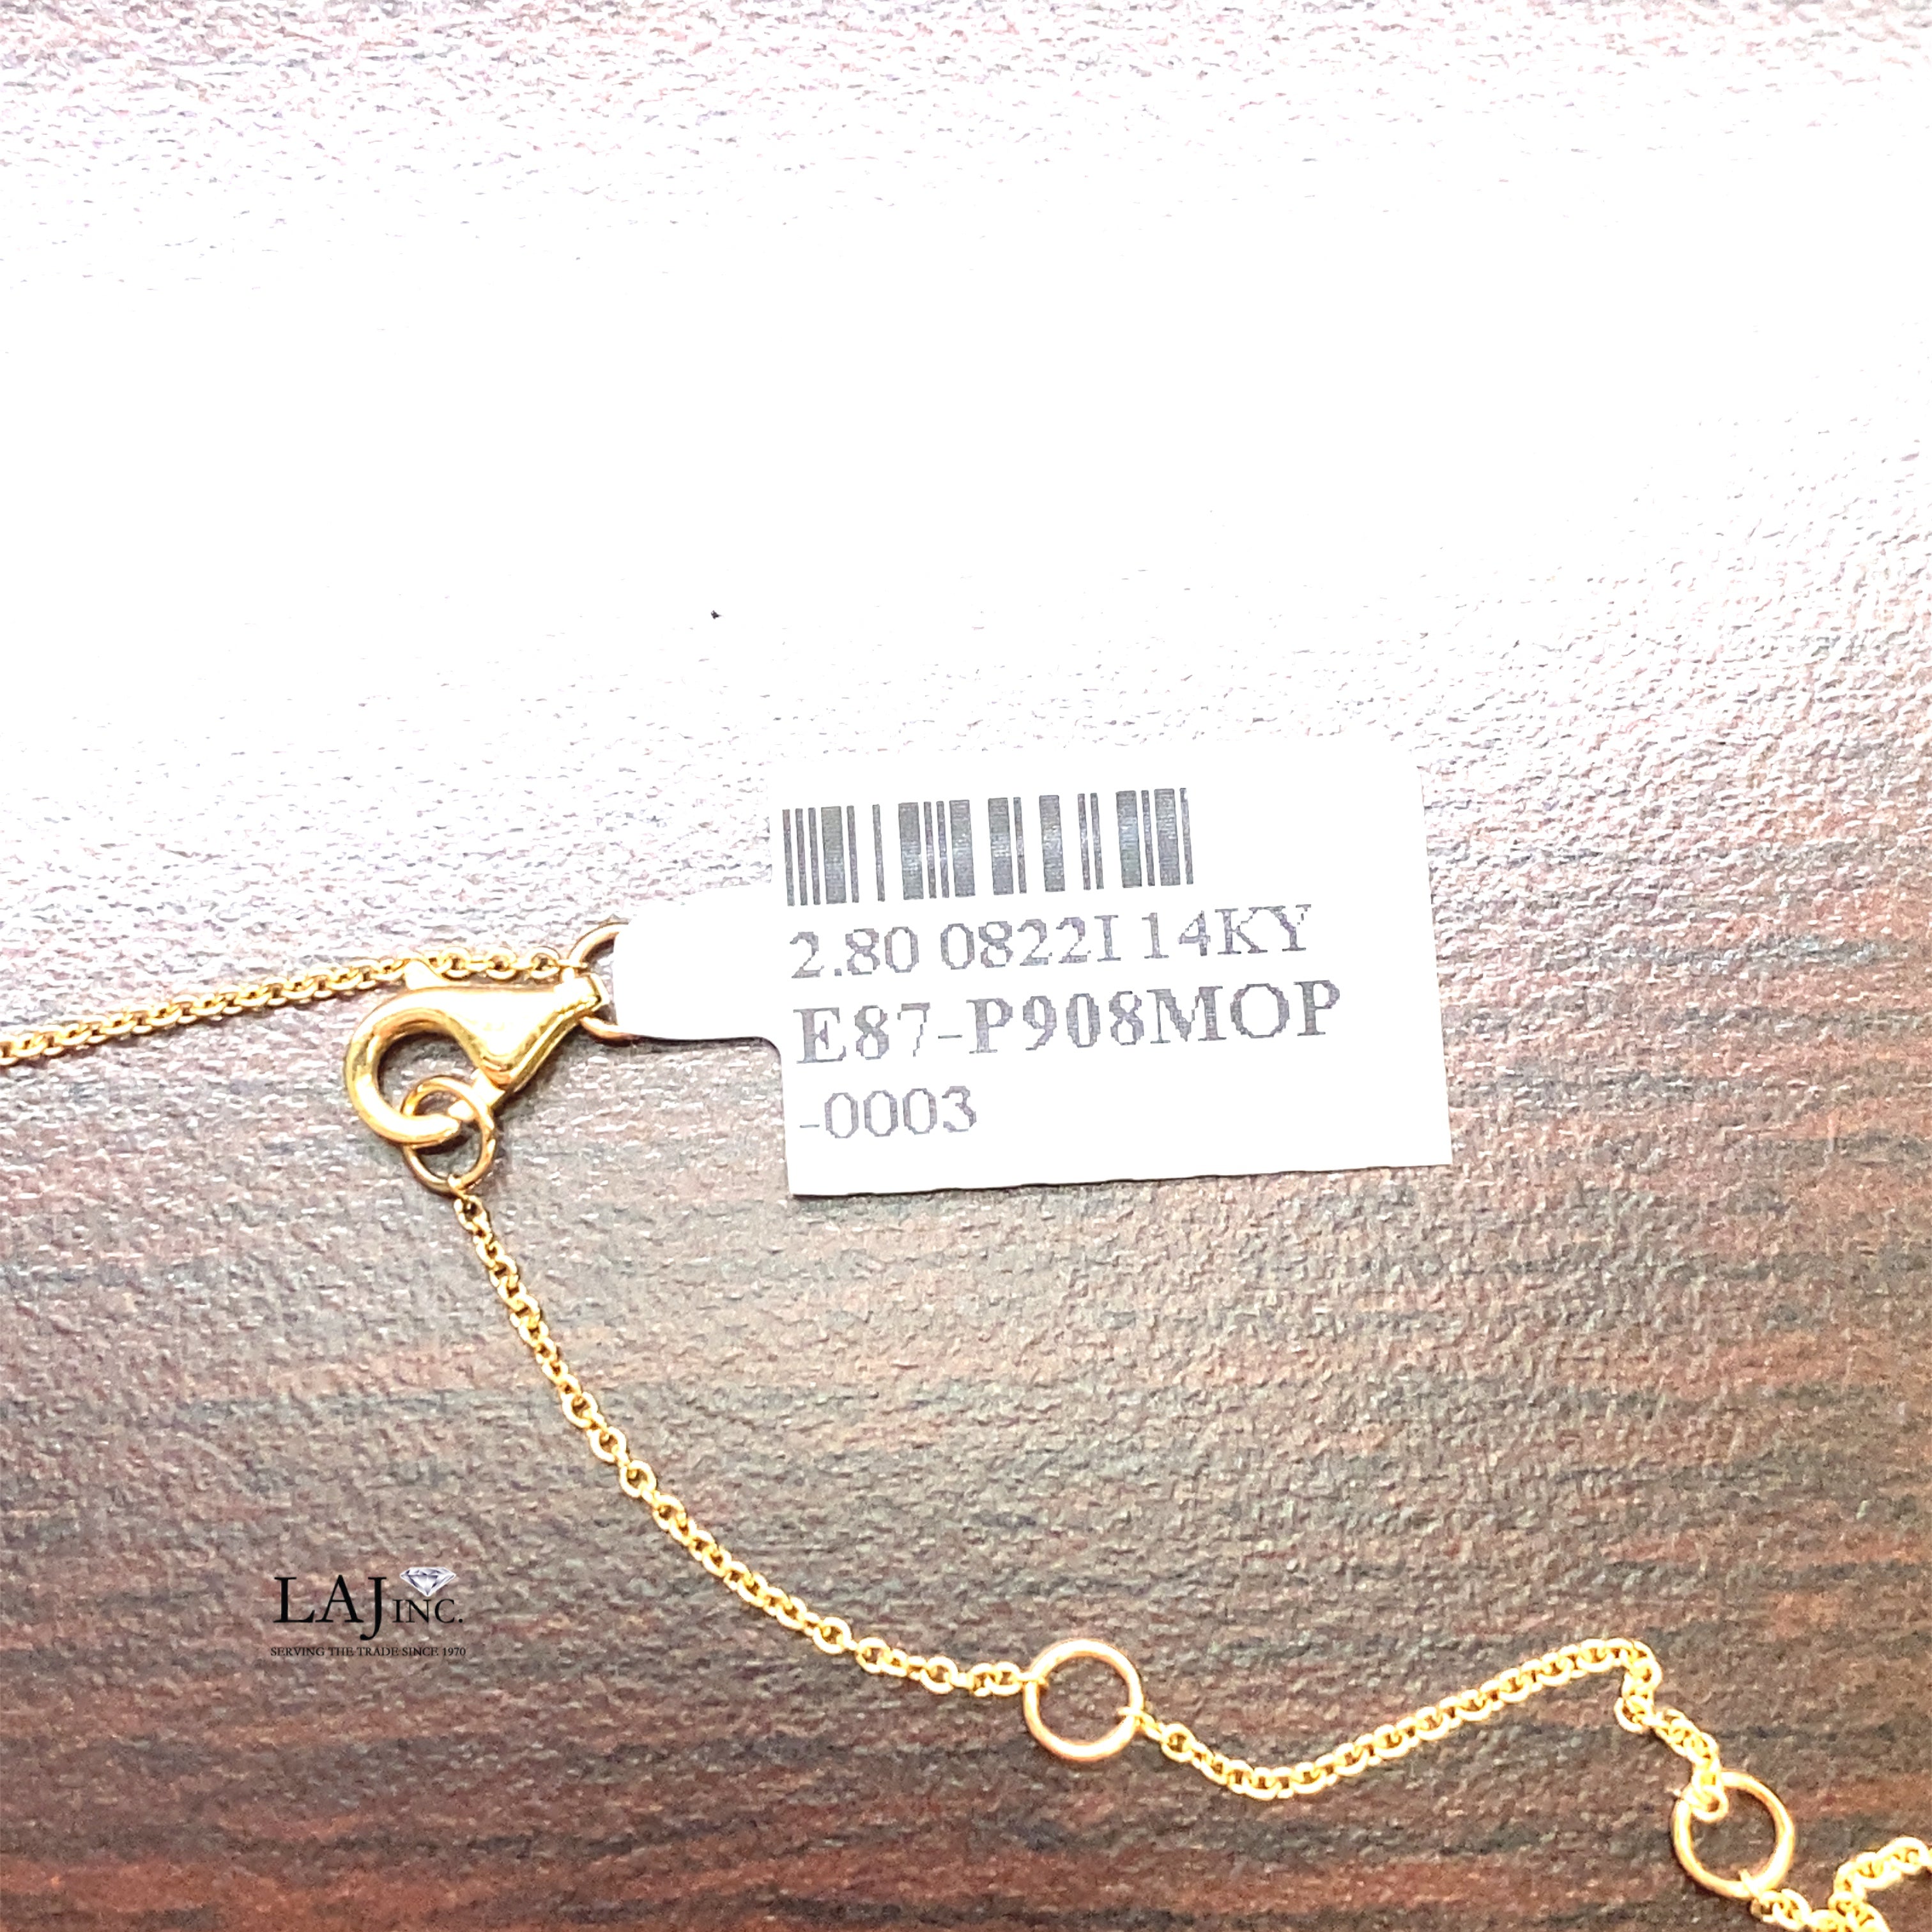 2.80 0822I 14KY
E87-P908MOP
-0003
LAJ INC.
SERVING THE TRADE SINCE 1970